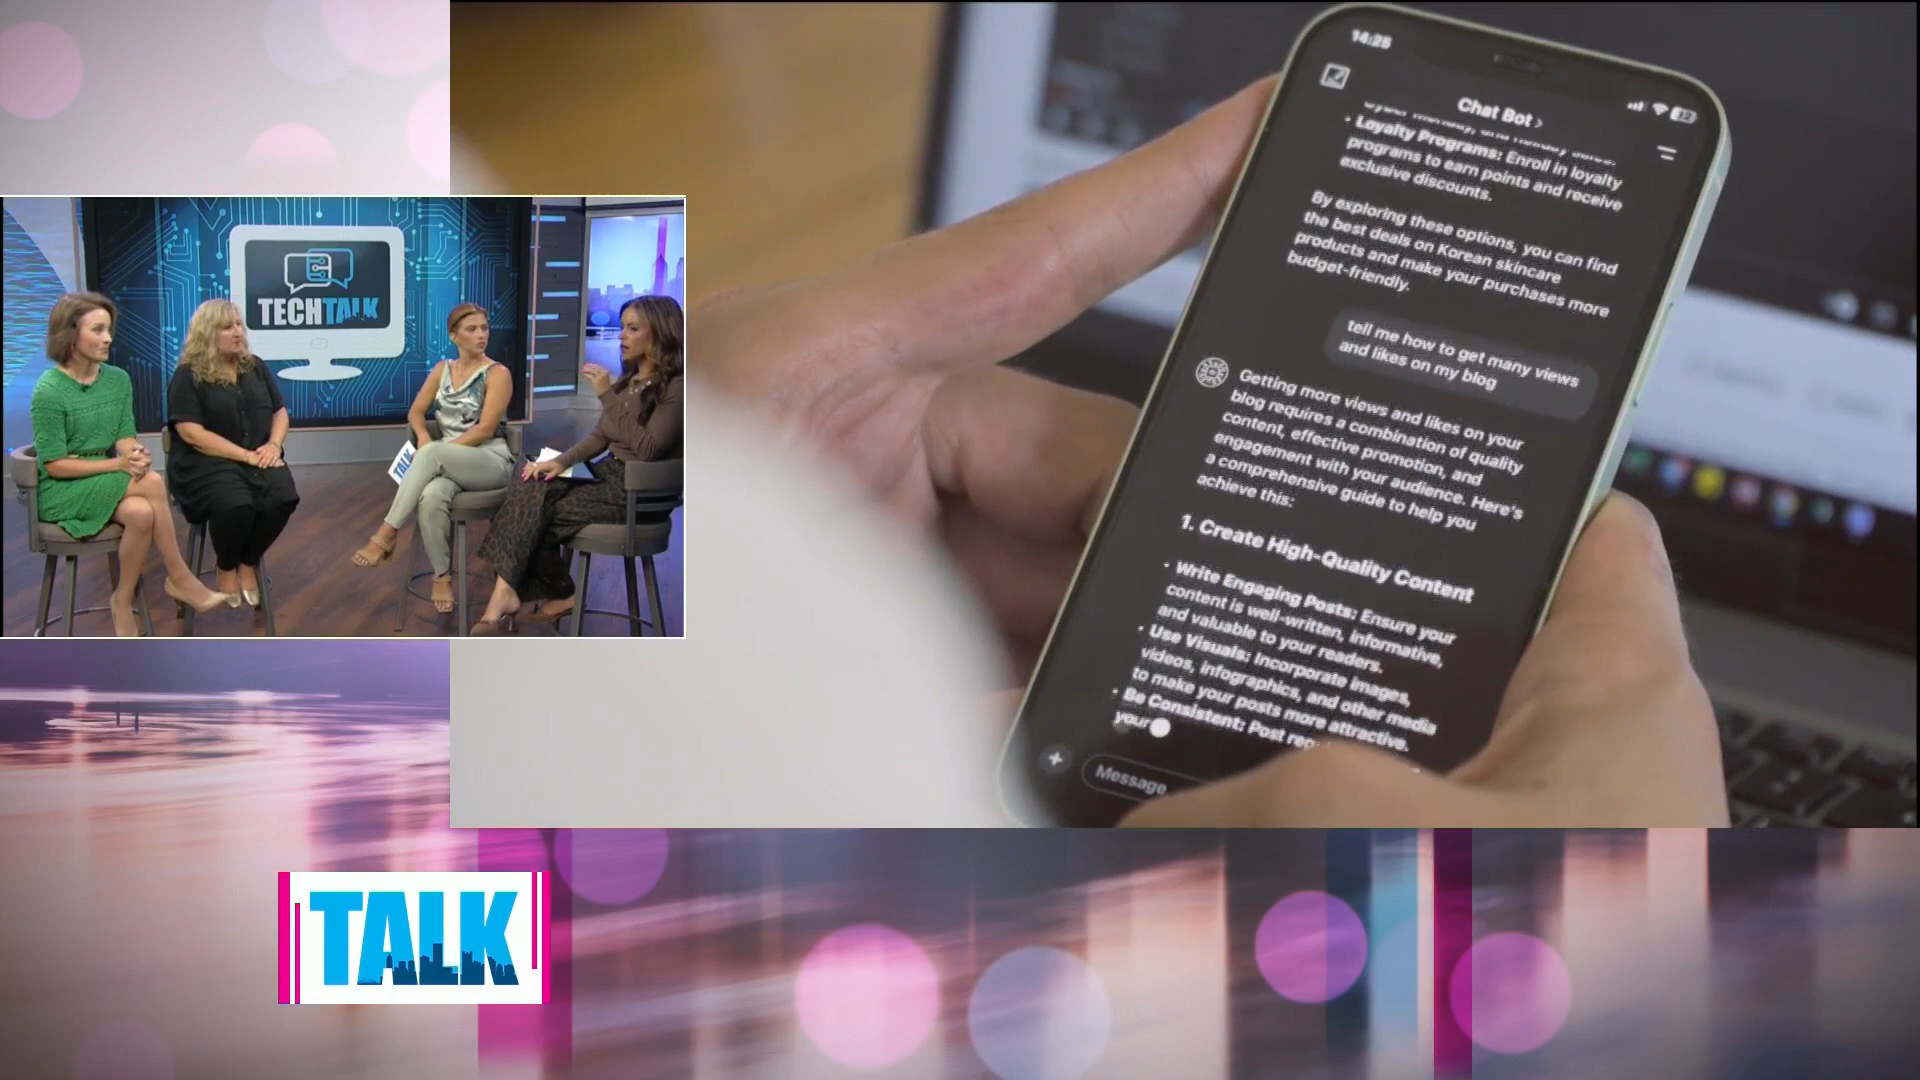 14:25
Chat Bot >
• Loyalty Programs: Enroll in loyalty
programs to earn points and receive
exclusive discounts.
By exploring these options, you can find
the best deals on Korean skincare
products and make your purchases more
budget-friendly.
tell me how to get many views
and likes on my blog
Getting more views and likes on your
blog requires a combination of quality
content, effective promotion, and
engagement with your audience. Here's
a comprehensive guide to help you
achieve this:
1. Create High-Quality Content
• Write Engaging Posts: Ensure your
content is well-written, informative,
and valuable to your readers.
• Use Visuals: Incorporate images,
videos, infographics, and other media
to make your posts more attractive.
• Be Consistent: Post
your
Message
TECHTALK
TALK
TALK